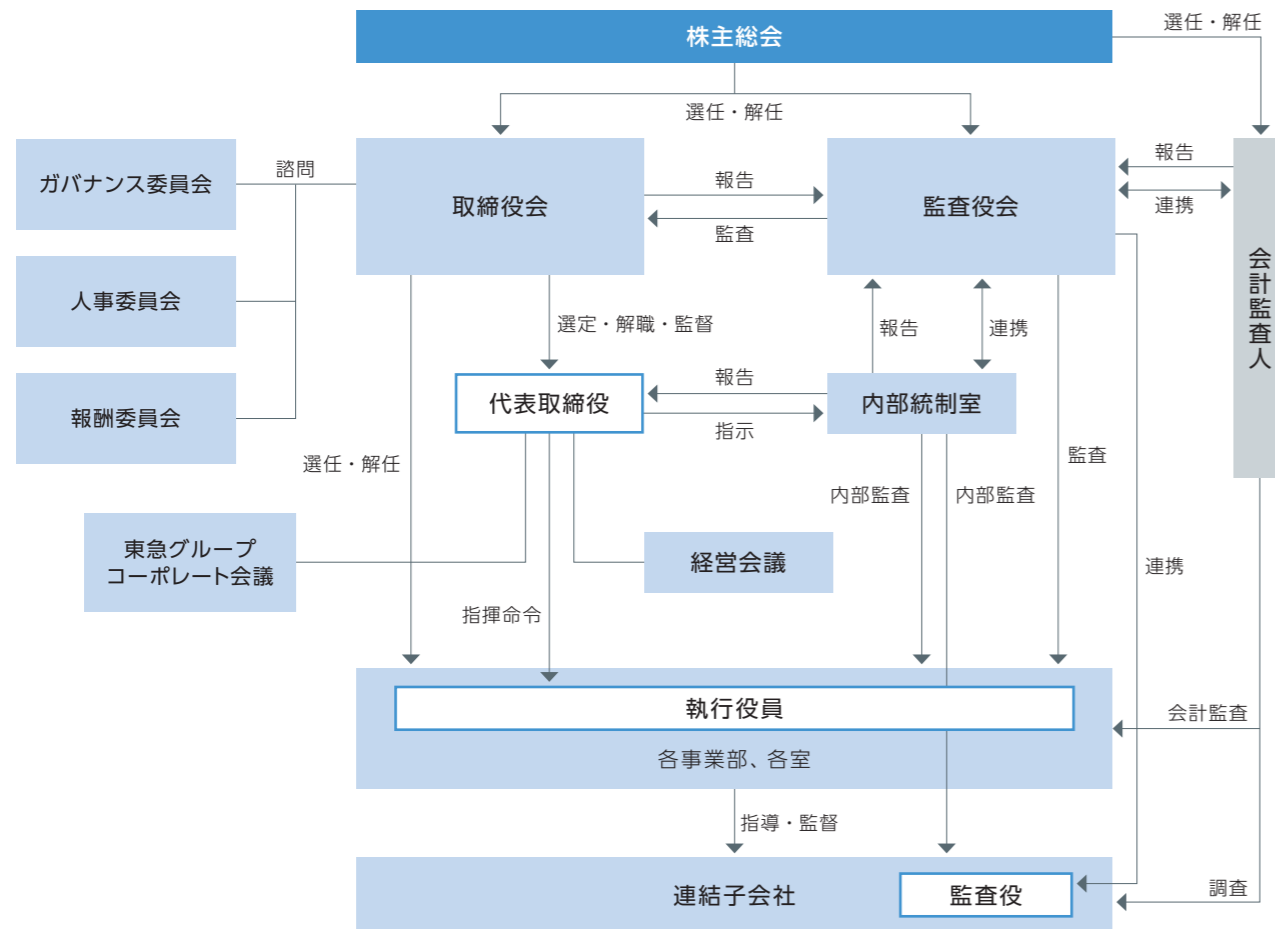 株主総会
選任・解任
選任・解任
ガバナンス委員会
諮問
取締役会
報告
監査
監査役会
報告
連携
会計監査人
人事委員会
選定・解職・監督
報告
連携
報酬委員会
代表取締役
報告
指示
内部統制室
選任・解任
内部監査
内部監査
監査
東急グループ
コーポレート会議
経営会議
連携
指揮命令
執行役員
会計監査
各事業部、各室
指導・監督
連結子会社
監査役
調査